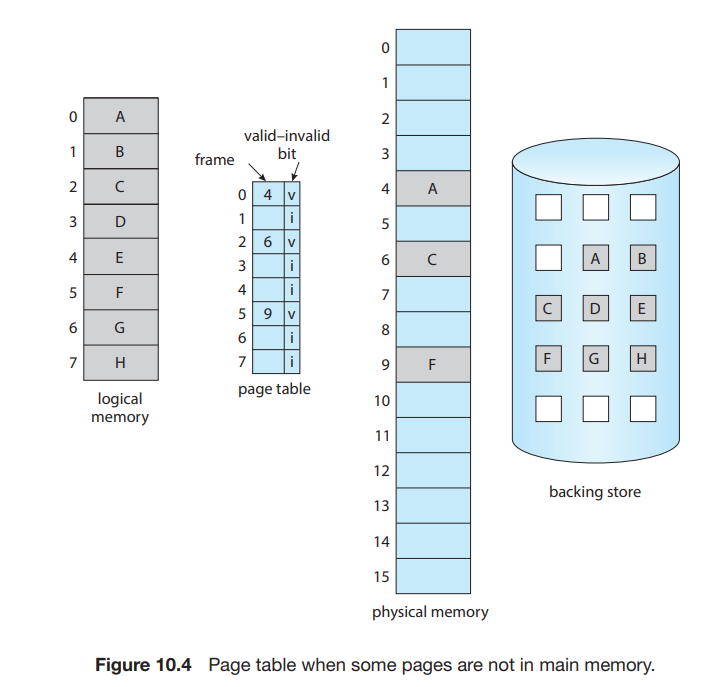 0 A
1 B
2 C
3 D
4 E
5 F
6 G
7 H
logical
memory
valid–invalid
bit
frame
0 4 v
1 i
2 6 v
3 i
4 i
5 9 v
6 i
7 i
page table
0
1
2
3
4 A
5
6 C
7
8
9 F
10
11
12
13
14
15
physical memory
A B
C D E
F G H
backing store
Figure 10.4 Page table when some pages are not in main memory.